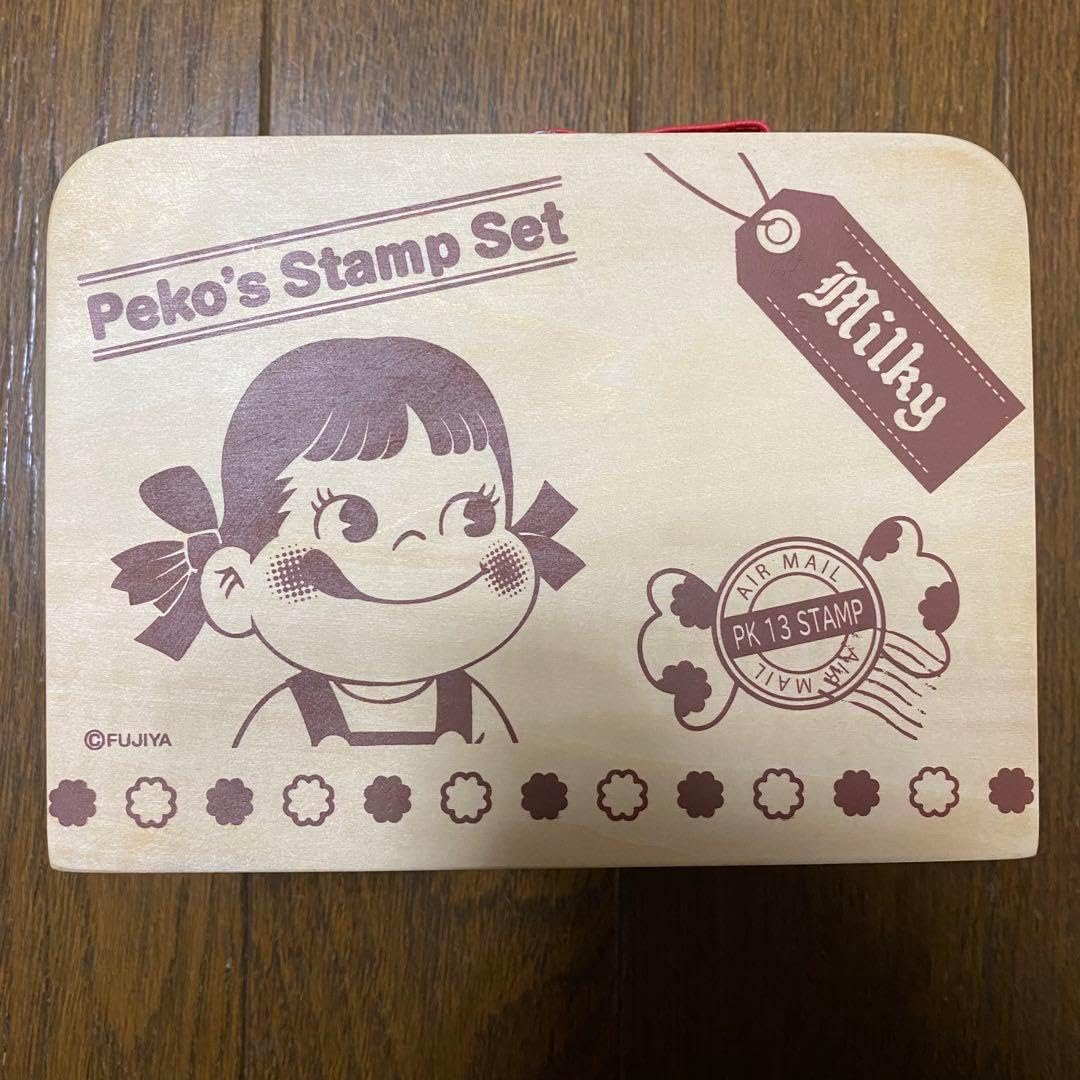 Peko's Stamp Set
Milky
AIR MAIL
PK 13 STAMP
AIR MAIL
©FUJIYA